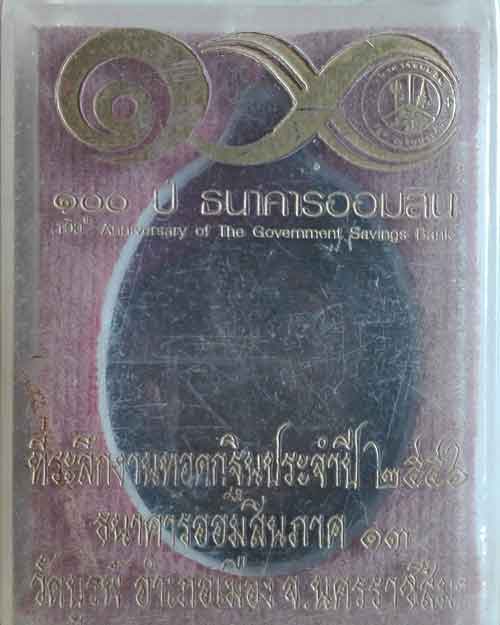 ๑๐๐
๑๐๐ ปี ธนาคารออมสิน
100th Anniversary of The Government Savings Bank
ที่ระลึกงานทอดกฐินประจำปี ๒๕๕๖
ธนาคารออมสินภาค ๑๓
อำเภอเมือง จ.นครราชสีมา